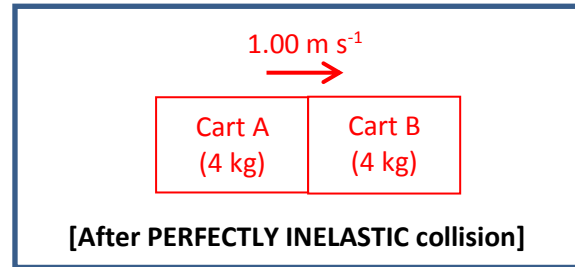 1.00 m s⁻¹
Cart A
(4 kg)
Cart B
(4 kg)
[After PERFECTLY INELASTIC collision]